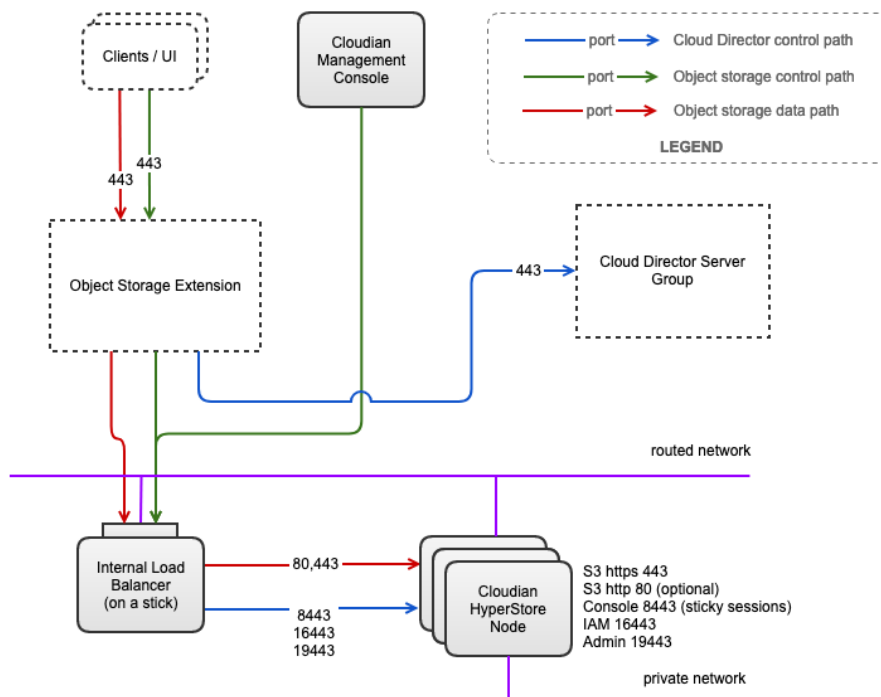 Clients / UI
Cloudian
Management
Console
port
Cloud Director control path
port
Object storage control path
port
Object storage data path
LEGEND
443
443
Object Storage Extension
443
Cloud Director Server
Group
routed network
Internal Load
Balancer
(on a stick)
80,443
8443
16443
19443
Cloudian
HyperStore
Node
S3 https 443
S3 http 80 (optional)
Console 8443 (sticky sessions)
IAM 16443
Admin 19443
private network